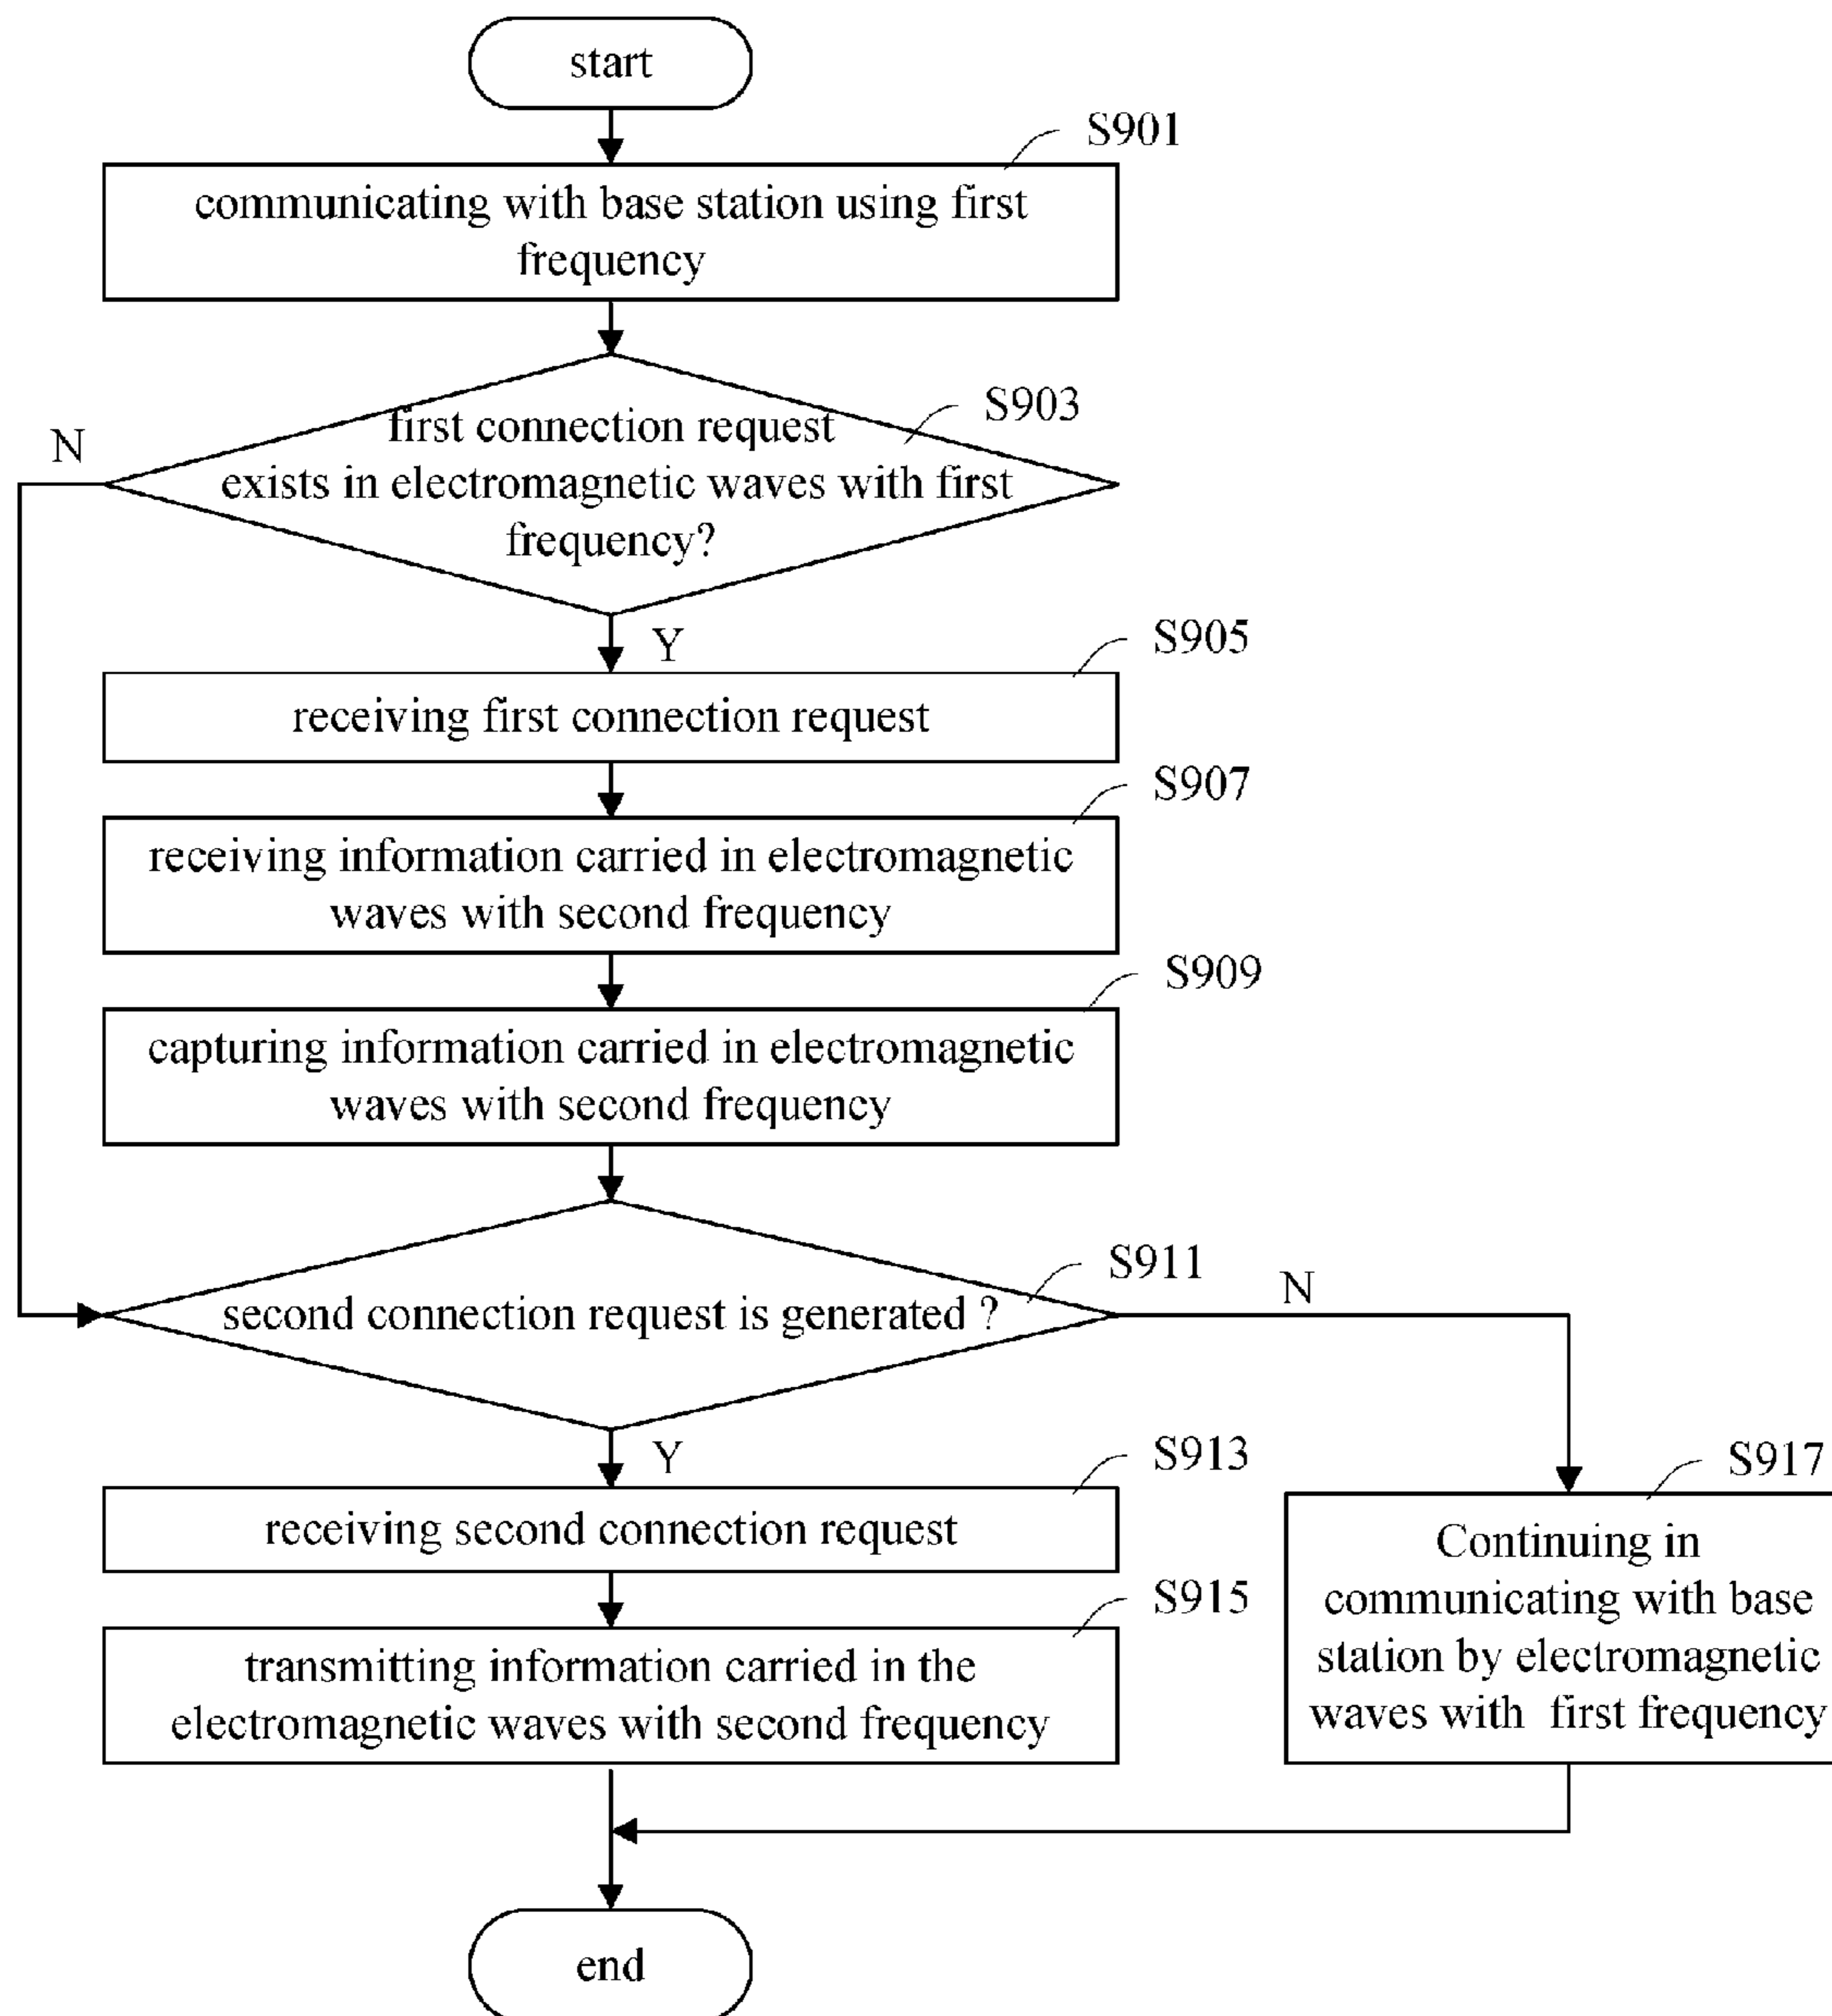 start
S901
communicating with base station using first
frequency
S903
first connection request
exists in electromagnetic waves with first
frequency?
N
Y
S905
receiving first connection request
S907
receiving information carried in electromagnetic
waves with second frequency
S909
capturing information carried in electromagnetic
waves with second frequency
S911
second connection request is generated ?
N
Y
S913
receiving second connection request
S915
transmitting information carried in the
electromagnetic waves with second frequency
S917
Continuing in
communicating with base
station by electromagnetic
waves with first frequency
end